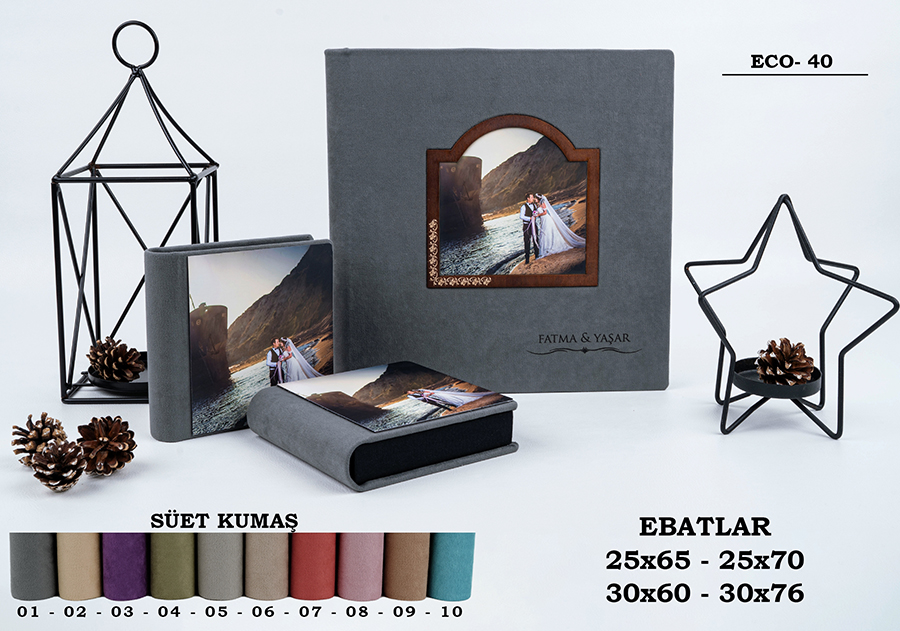 ECO- 40
FATMA & YAŞAR
SÜET KUMAŞ
01 - 02 - 03 - 04 - 05 - 06 - 07 - 08 - 09 - 10
EBATLAR
25x65 - 25x70
30x60 - 30x76